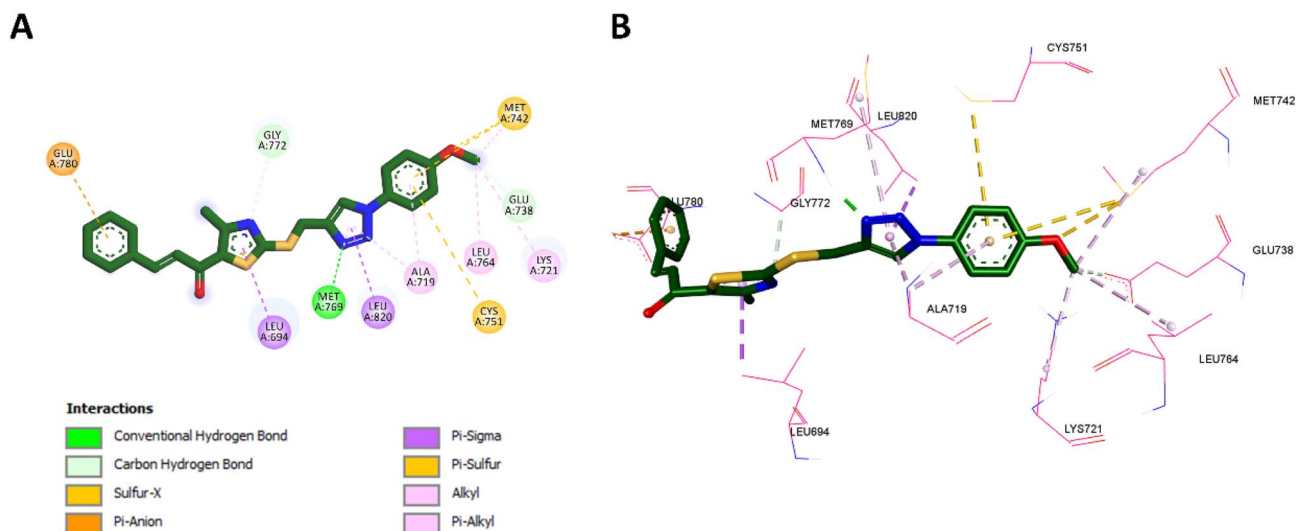 A
B
MET
A:742
GLY
A:772
GLU
A:780
GLU
A:738
LEU
A:764
LYS
A:721
ALA
A:719
MET
A:769
LEU
A:820
CYS
A:751
LEU
A:694
CYS751
MET742
MET769
LEU820
LU780
GLY772
GLU738
ALA719
LEU764
LYS721
LEU694
Interactions
Conventional Hydrogen Bond
Carbon Hydrogen Bond
Sulfur-X
Pi-Anion
Pi-Sigma
Pi-Sulfur
Alkyl
Pi-Alkyl